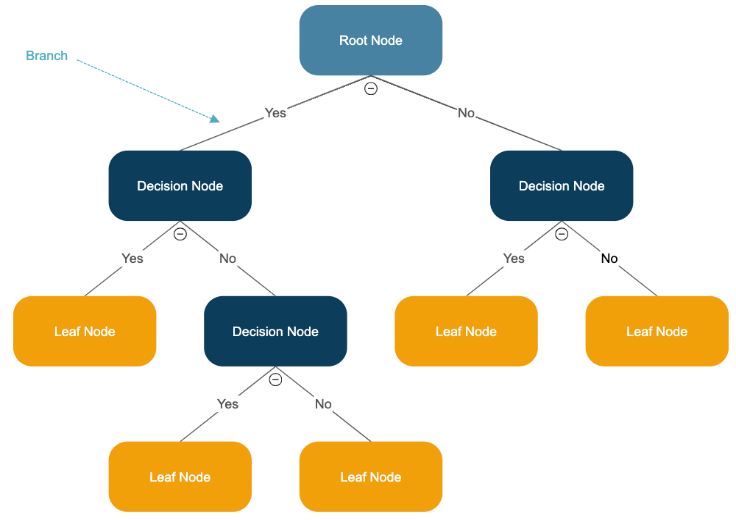 Root Node
Branch
Yes
No
Decision Node
Decision Node
Yes
No
Yes
No
Leaf Node
Decision Node
Leaf Node
Leaf Node
Yes
No
Leaf Node
Leaf Node